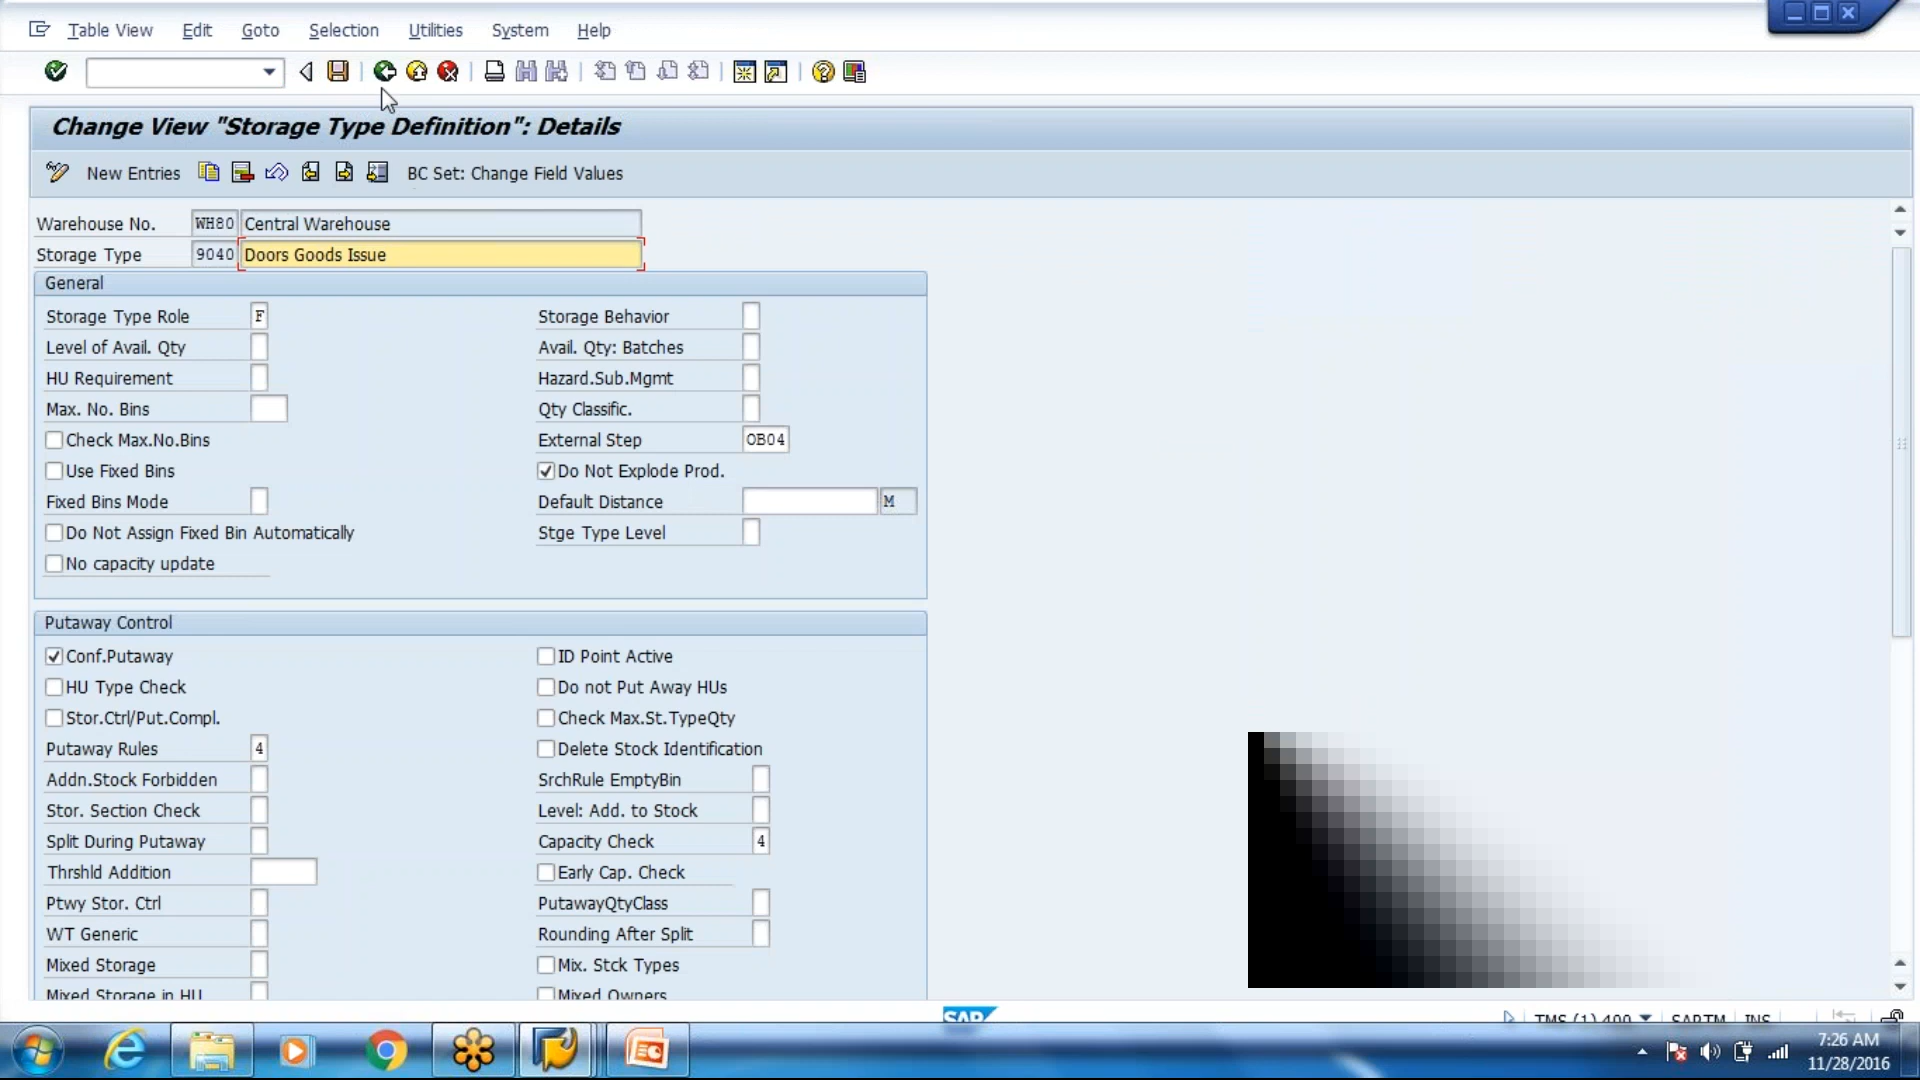 Table View Edit Goto Selection Utilities System Help
Change View "Storage Type Definition": Details
New Entries BC Set: Change Field Values
Warehouse No. WH80 Central Warehouse
Storage Type 9040 Doors Goods Issue
General
Storage Type Role F Storage Behavior
Level of Avail. Qty Avail. Qty: Batches
HU Requirement Hazard.Sub.Mgmt
Max. No. Bins Qty Classific.
Check Max.No.Bins External Step OB04
Use Fixed Bins Do Not Explode Prod.
Fixed Bins Mode Default Distance M
Do Not Assign Fixed Bin Automatically Stge Type Level
No capacity update
Putaway Control
Conf.Putaway ID Point Active
HU Type Check Do not Put Away HUs
Stor.Ctrl/Put.Compl. Check Max.St.TypeQty
Putaway Rules 4 Delete Stock Identification
Addn.Stock Forbidden SrchRule EmptyBin
Stor. Section Check Level: Add. to Stock
Split During Putaway Capacity Check 4
Thrshld Addition Early Cap. Check
Ptwy Stor. Ctrl PutawayQtyClass
WT Generic Rounding After Split
Mixed Storage Mix. Stck Types
Mixed Storage in HU Mixed Owners
SAP TMS (1) 400 SAPTM INS
7:26 AM
11/28/2016